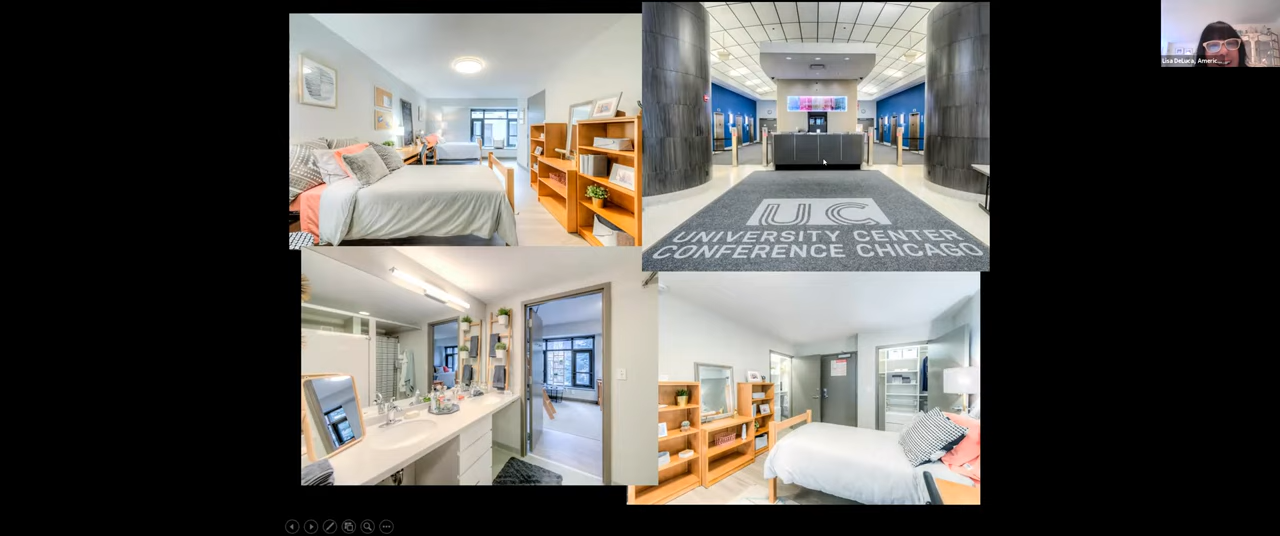 UC
UNIVERSITY CENTER
CONFERENCE CHICAGO
Lisa DeLuca, Americ...